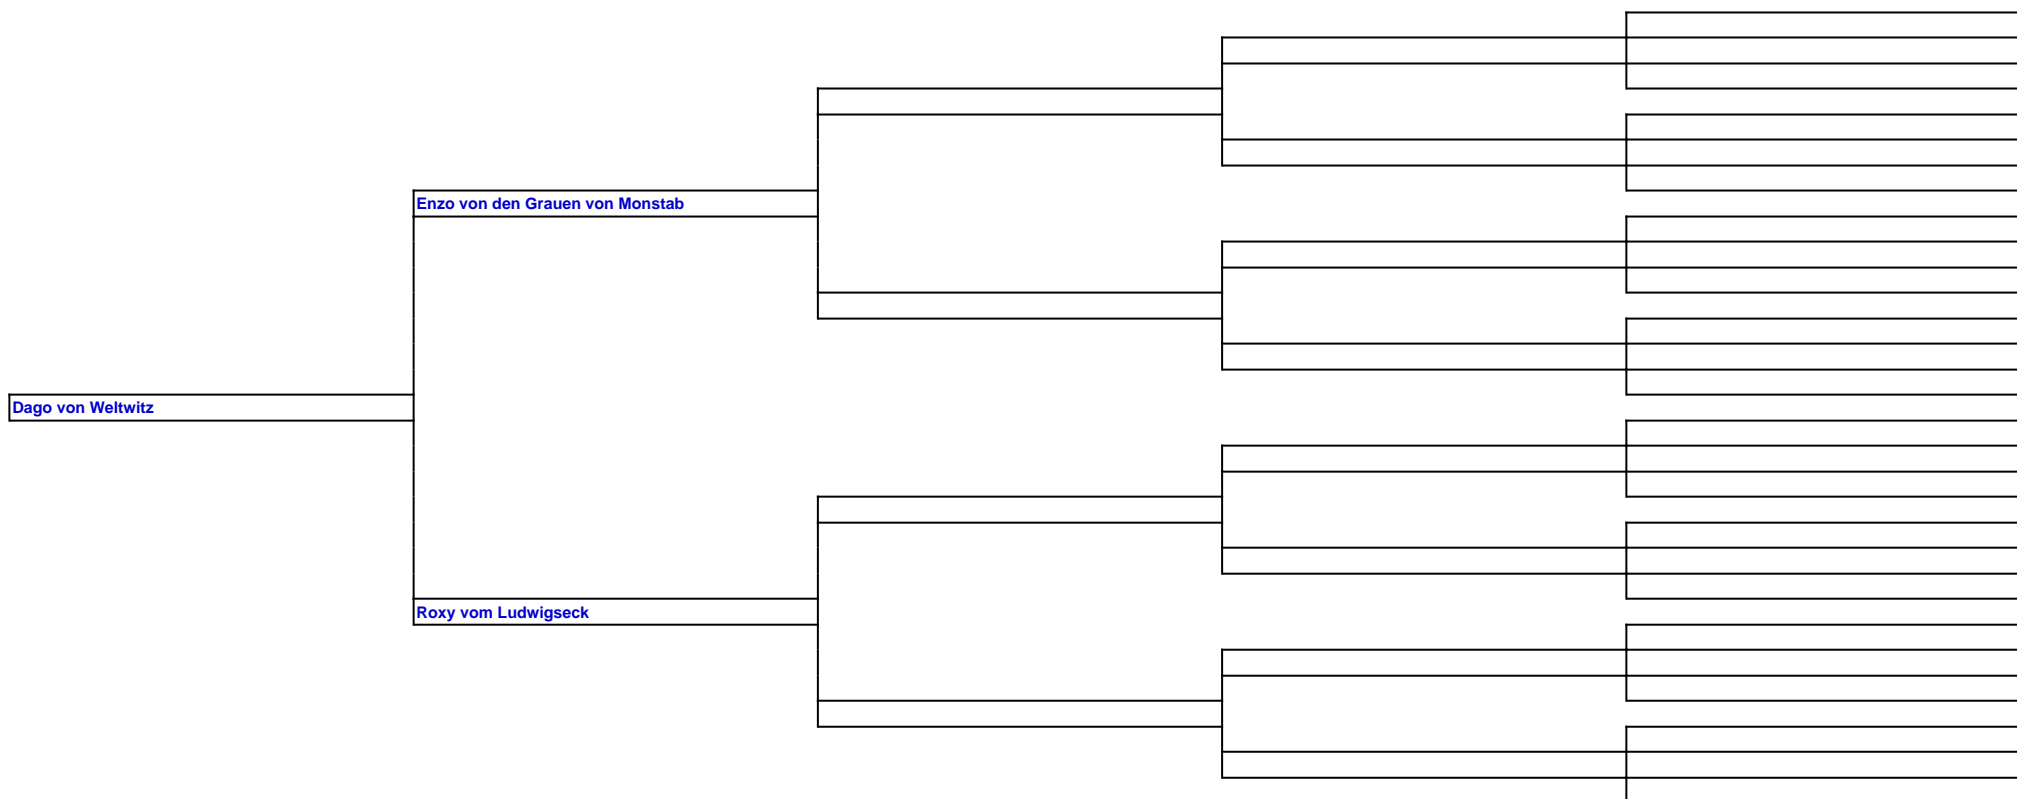 Enzo von den Grauen von Monstab
Dago von Weltwitz
Roxy vom Ludwigseck